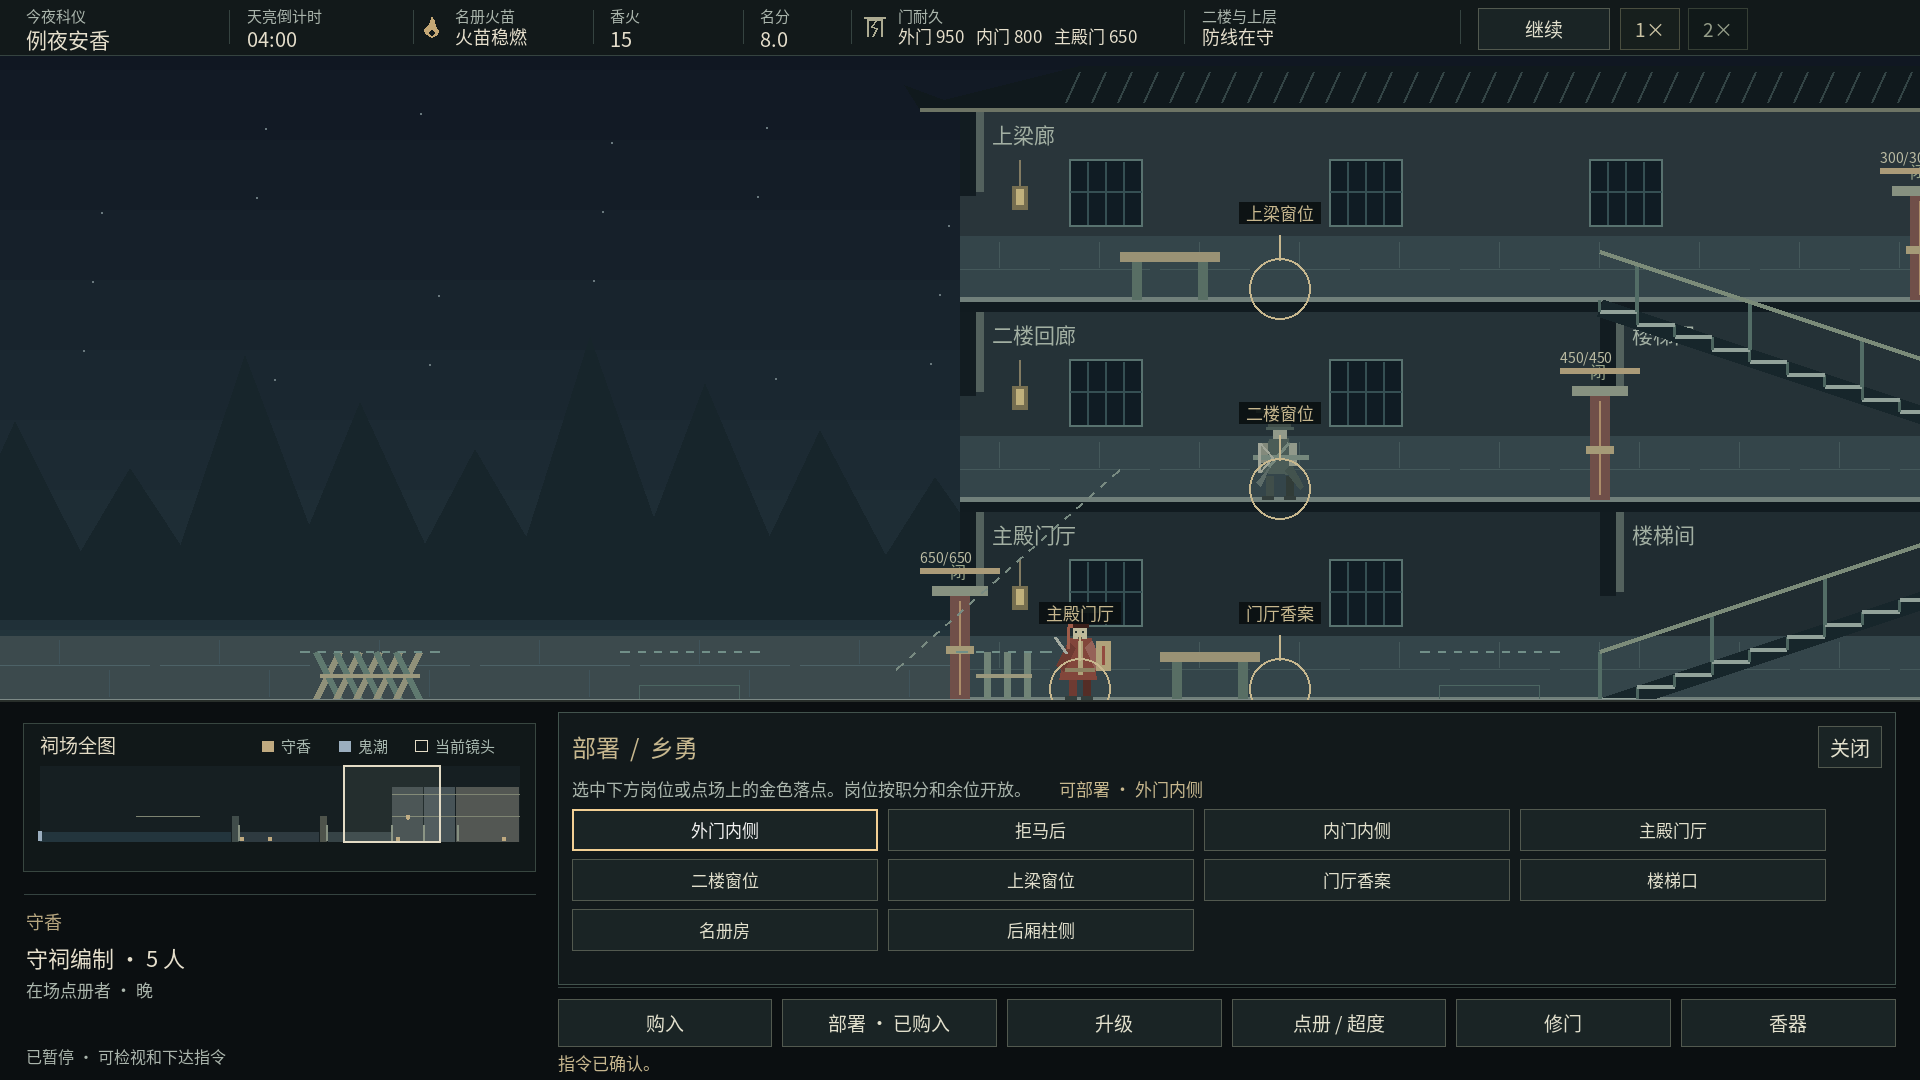 今夜科仪
例夜安香
天亮倒计时
04:00
名册火苗
火苗稳燃
香火
15
名分
8.0
门耐久
外门 950 内门 800 主殿门 650
二楼与上层
防线在守
继续
1×
2×
上梁廊
300/30
上梁窗位
二楼回廊
楼梯间
450/450
闭
二楼窗位
主殿门厅
楼梯间
650/650
闭
主殿门厅
门厅香案
祠场全图
守香
鬼潮
当前镜头
守香
守祠编制 · 5 人
在场点册者 · 晚
已暂停 · 可检视和下达指令
部署 / 乡勇
关闭
选中下方岗位或点场上的金色落点。岗位按职分和余位开放。 可部署 · 外门内侧
外门内侧
拒马后
内门内侧
主殿门厅
二楼窗位
上梁窗位
门厅香案
楼梯口
名册房
后厢柱侧
购入
部署 · 已购入
升级
点册 / 超度
修门
香器
指令已确认。